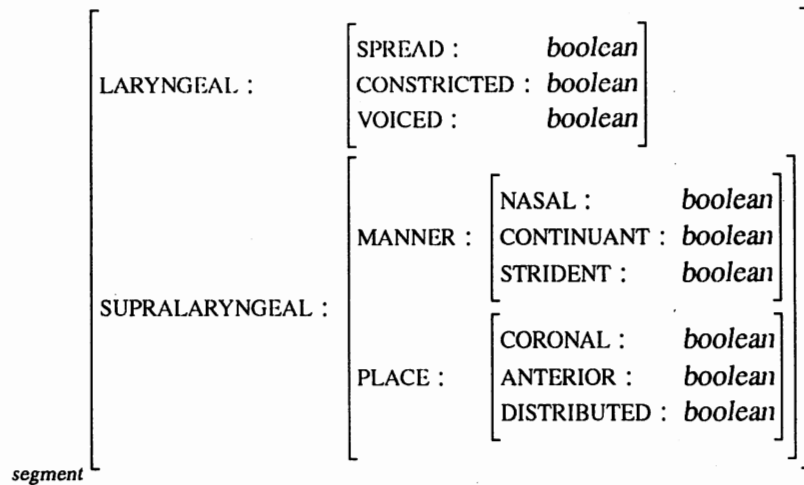 SPREAD : boolean
LARYNGEAL : CONSTRICTED : boolean
VOICED : boolean
NASAL : boolean
MANNER : CONTINUANT : boolean
STRIDENT : boolean
SUPRALARYNGEAL :
CORONAL : boolean
PLACE : ANTERIOR : boolean
DISTRIBUTED : boolean
segment